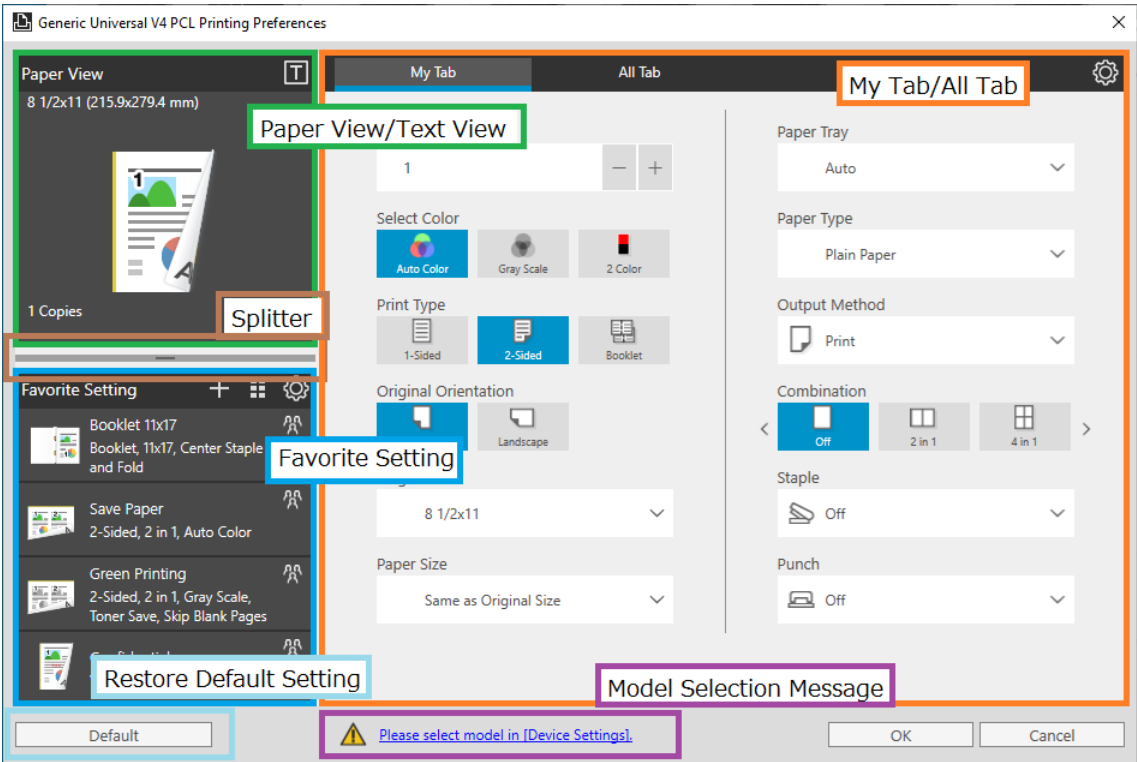 Generic Universal V4 PCL Printing Preferences
Paper View
T
8 1/2x11 (215.9x279.4 mm)
Paper View/Text View
1
A
1 Copies
Splitter
Favorite Setting
Booklet 11x17
Booklet, 11x17, Center Staple
and Fold
Favorite Setting
Save Paper
2-Sided, 2 in 1, Auto Color
Green Printing
2-Sided, 2 in 1, Gray Scale,
Toner Save, Skip Blank Pages
Restore Default Setting
Default
My Tab
All Tab
My Tab/All Tab
1
Select Color
Auto Color
Gray Scale
2 Color
Print Type
1-Sided
2-Sided
Booklet
Original Orientation
Landscape
8 1/2x11
Paper Size
Same as Original Size
Paper Tray
Auto
Paper Type
Plain Paper
Output Method
Print
Combination
Off
2 in 1
4 in 1
Staple
Off
Punch
Off
Model Selection Message
Please select model in [Device Settings].
OK
Cancel